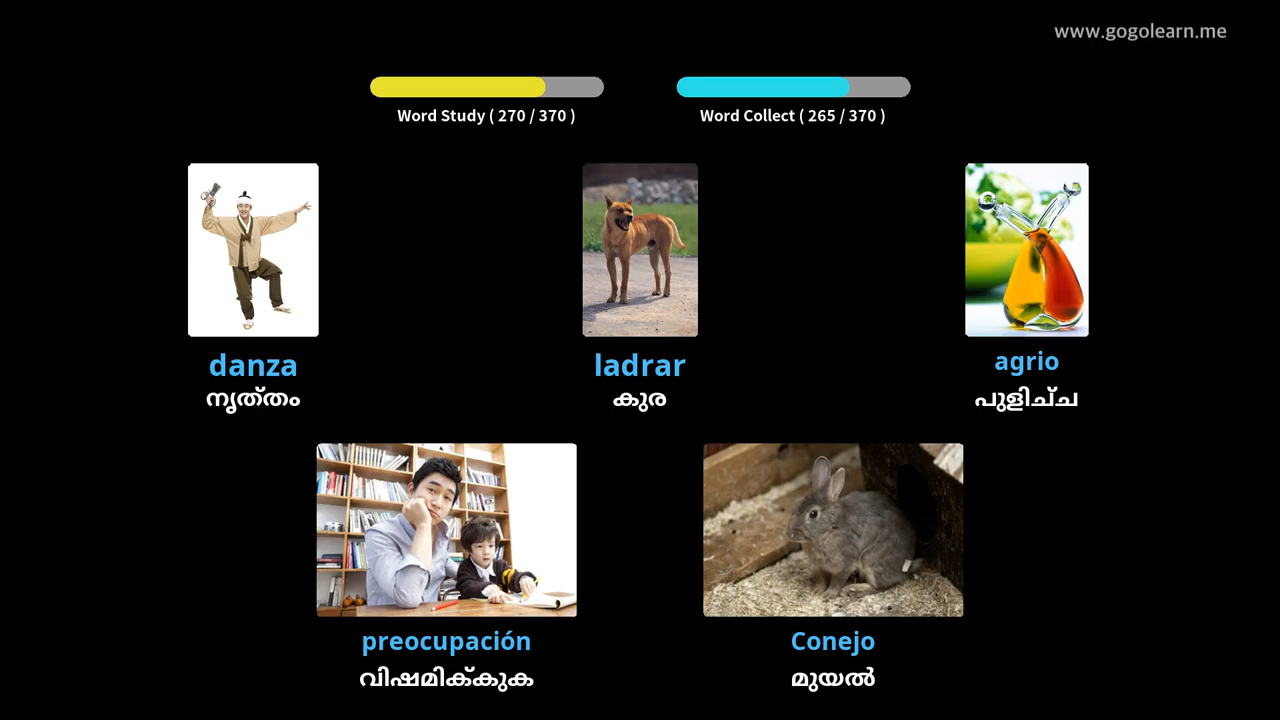 www.gogolearn.me
Word Study ( 270 / 370 )
Word Collect ( 265 / 370 )
danza
ladrar
agrio
നൃത്തം
കുര
പുളിച്ച
preocupación
Conejo
വിഷമിക്കുക
മുയൽ